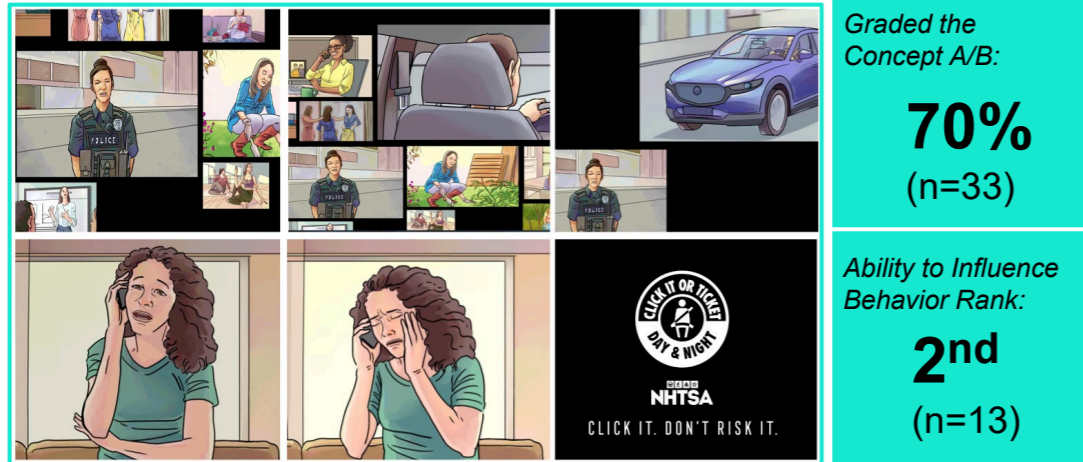 POLICE
POLICE
POLICE
CLICK IT OR TICKET
DAY & NIGHT
NHTSA
CLICK IT. DON'T RISK IT.
Graded the
Concept A/B:
70%
(n=33)
Ability to Influence
Behavior Rank:
2nd
(n=13)